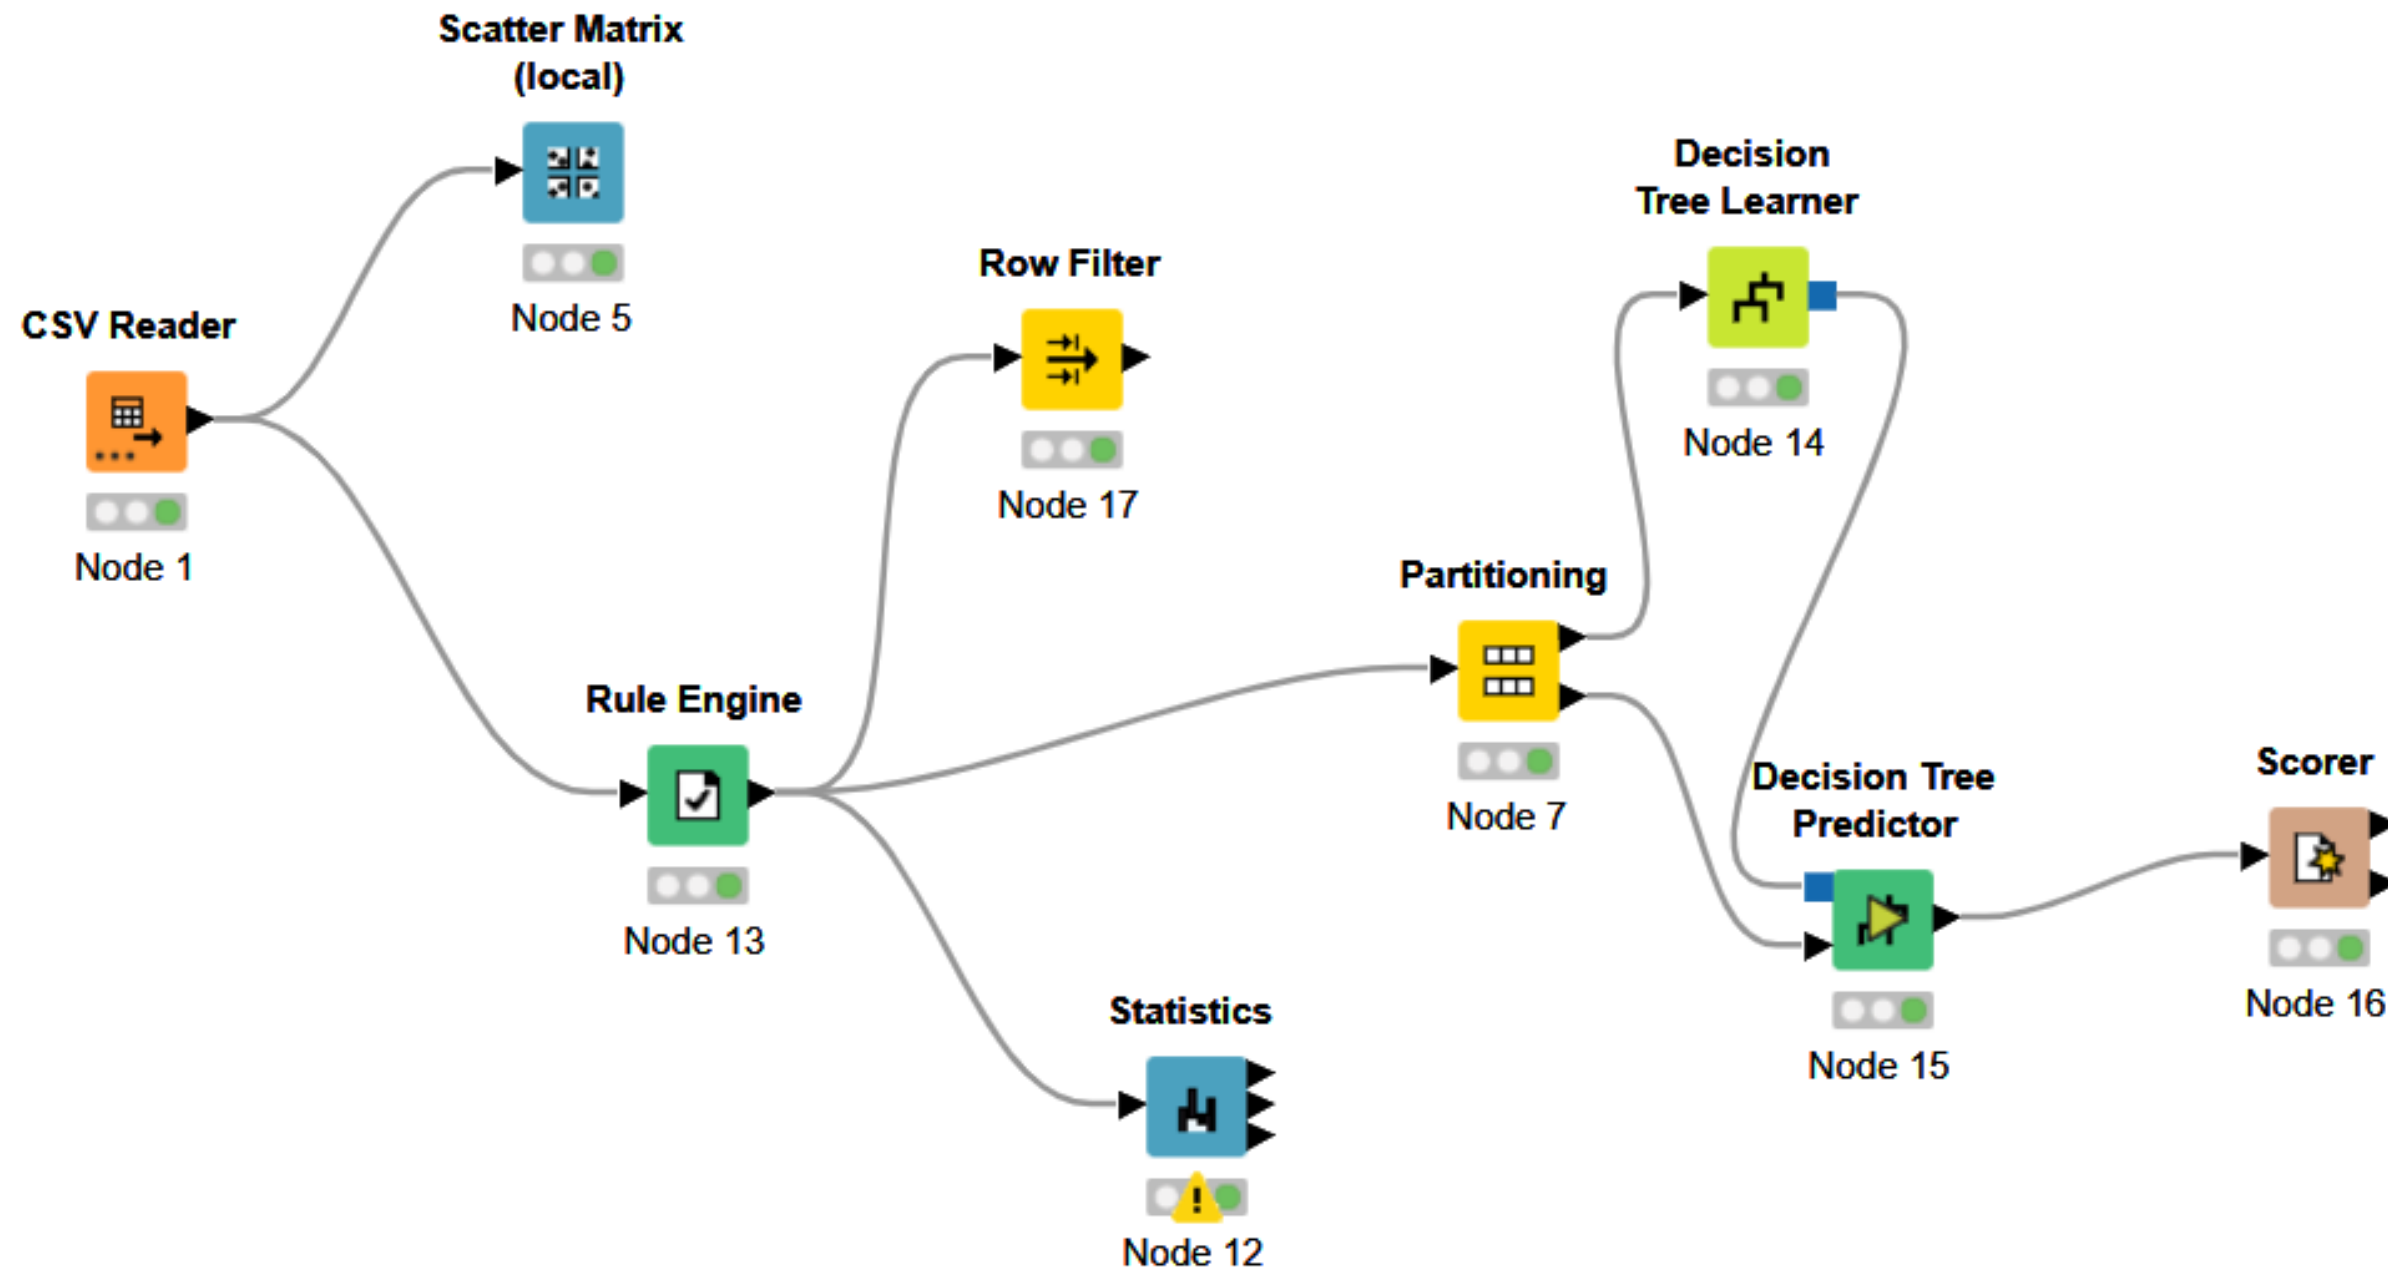 Scatter Matrix
(local)
Node 5
CSV Reader
Node 1
Row Filter
Node 17
Decision
Tree Learner
Node 14
Partitioning
Node 7
Rule Engine
Node 13
Decision Tree
Predictor
Node 15
Scorer
Node 16
Statistics
Node 12